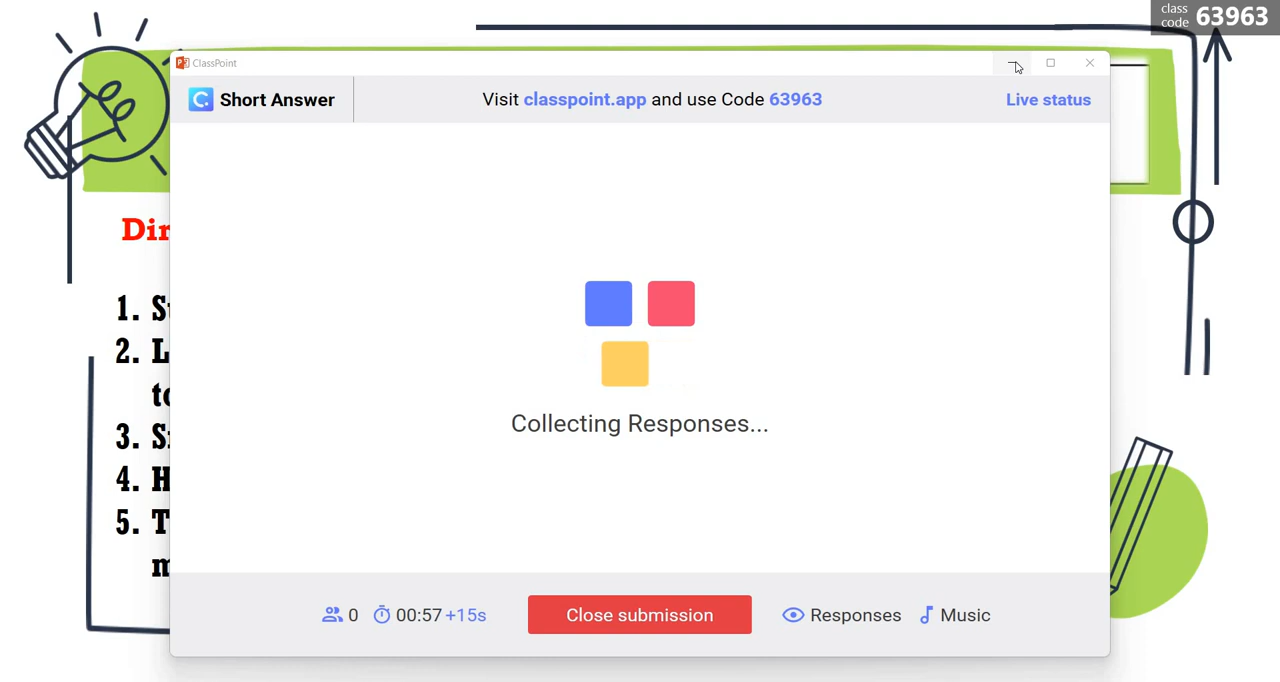 class
code 63963
ClassPoint
Short Answer
Visit classpoint.app and use Code 63963
Live status
1.
2.
3.
4.
5.
Collecting Responses...
0
00:57 +15s
Close submission
Responses
Music